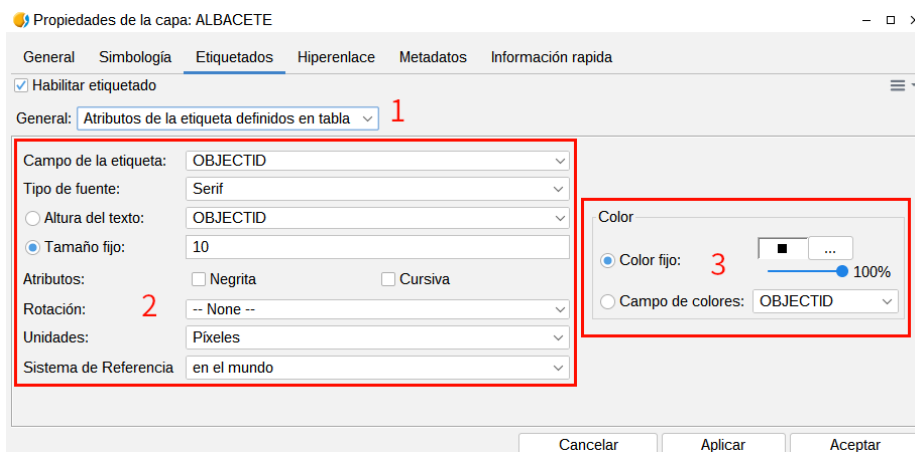 Propiedades de la capa: ALBACETE
General Simbología Etiquetados Hiperenlace Metadatos Información rapida
Habilitar etiquetado
General: Atributos de la etiqueta definidos en tabla 1
Campo de la etiqueta: OBJECTID
Tipo de fuente: Serif
Altura del texto: OBJECTID
Tamaño fijo: 10
Atributos: Negrita Cursiva
Rotación: 2 -- None --
Unidades: Píxeles
Sistema de Referencia en el mundo
Color
Color fijo: 3 ... 100%
Campo de colores: OBJECTID
Cancelar Aplicar Aceptar